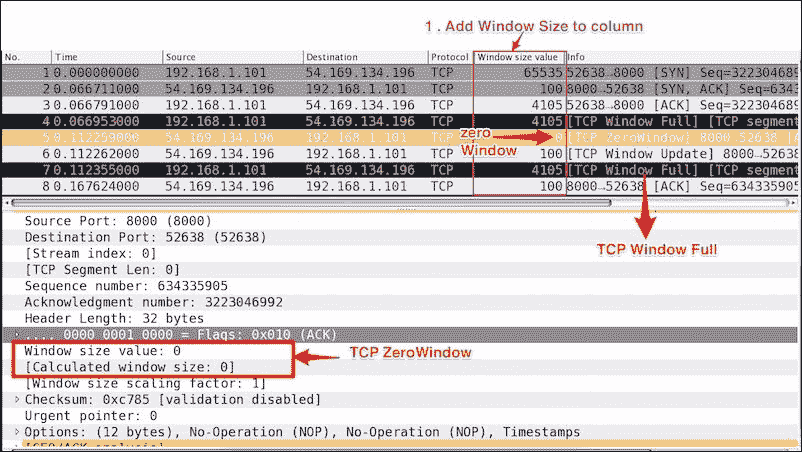 1 . Add Window Size to column
No. Time Source Destination Protocol Window size value Info
1 0.000000000 192.168.1.101 54.169.134.196 TCP 65535 52638→8000 [SYN] Seq=322304689
2 0.066711000 54.169.134.196 192.168.1.101 TCP 100 8000→52638 [SYN, ACK] Seq=6343
3 0.066791000 192.168.1.101 54.169.134.196 TCP 4105 52638→8000 [ACK] Seq=322304689
4 0.066953000 192.168.1.101 54.169.134.196 TCP 4105 [TCP Window Full] [TCP segment
5 0.112259000 54.169.134.196 192.168.1.101 TCP [TCP ZeroWindow] 8000→52638 [A
zero
Window
6 0.112262000 54.169.134.196 192.168.1.101 TCP 100 [TCP Window Update] 8000→52638
7 0.112355000 192.168.1.101 54.169.134.196 TCP 4105 [TCP Window Full] [TCP segment
8 0.167624000 54.169.134.196 192.168.1.101 TCP 100 8000→52638 [ACK] Seq=634335905
TCP Window Full
Source Port: 8000 (8000)
Destination Port: 52638 (52638)
[Stream index: 0]
[TCP Segment Len: 0]
Sequence number: 634335905
Acknowledgment number: 3223046992
Header Length: 32 bytes
.... 0000 0001 0000 = Flags: 0x010 (ACK)
Window size value: 0
TCP ZeroWindow
[Calculated window size: 0]
[Window size scaling factor: 1]
Checksum: 0xc785 [validation disabled]
Urgent pointer: 0
Options: (12 bytes), No-Operation (NOP), No-Operation (NOP), Timestamps
[SEQ/ACK analysis]